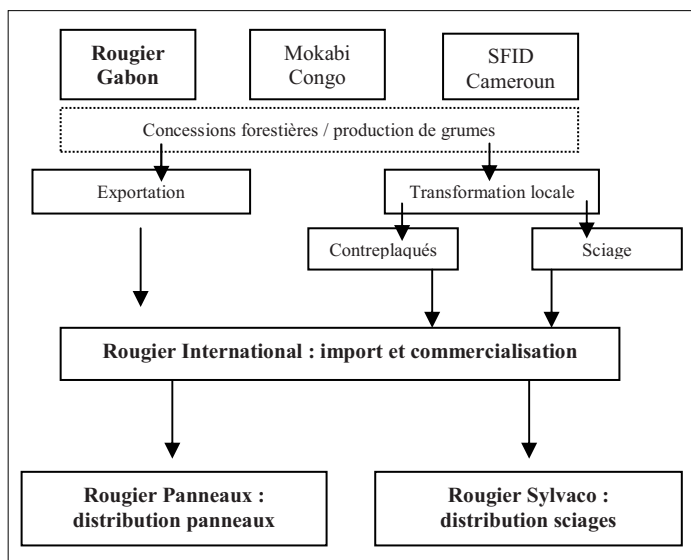 Rougier
Gabon
Mokabi
Congo
SFID
Cameroun
Concessions forestières / production de grumes
Exportation
Transformation locale
Contreplaqués
Sciage
Rougier International : import et commercialisation
Rougier Panneaux :
distribution panneaux
Rougier Sylvaco :
distribution sciages